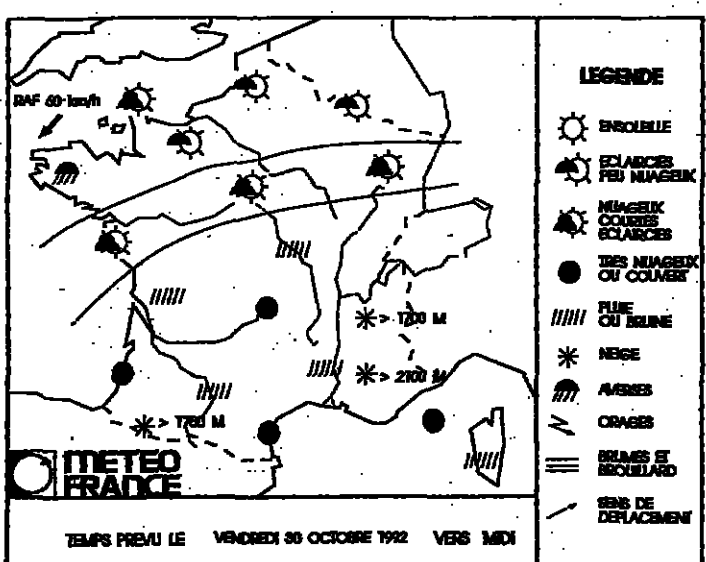 RAF 60 km/h
> 1700 M
> 2100 M
> 1700 M
METEO
FRANCE
TEMPS PREVU LE VENDREDI 30 OCTOBRE 1992 VERS MIDI
LEGENDE
ENSOLEILLE
ECLAIRCIES
PEU NUAGEUX
NUAGEUX
COURTES
ECLAIRCIES
TRES NUAGEUX
OU COUVERT
PLUIE
OU BRUINE
NEIGE
AVERSES
ORAGES
BRUMES ET
BROUILLARD
SENS DE
DEPLACEMENT